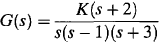 G(s) = K(s + 2) / s(s − 1)(s + 3)